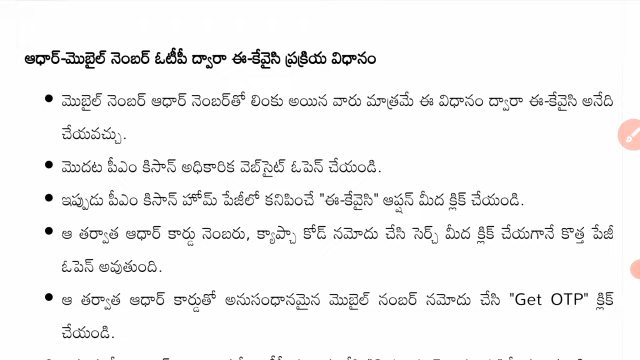 ఆధార్-మొబైల్ నెంబర్ ఓటీపీ ద్వారా ఈ-కేవైసి ప్రక్రియ విధానం
• మొబైల్ నెంబర్ ఆధార్ నెంబర్‌తో లింకు అయిన వారు మాత్రమే ఈ విధానం ద్వారా ఈ-కేవైసి అనేది
చేయవచ్చు.
• మొదట పీఎం కిసాన్ అధికారిక వెబ్‌సైట్ ఓపెన్ చేయండి.
• ఇప్పుడు పీఎం కిసాన్ హోమ్ పేజీలో కనిపించే "ఈ-కేవైసి" ఆప్షన్ మీద క్లిక్ చేయండి.
• ఆ తర్వాత ఆధార్ కార్డు నెంబరు, క్యాప్చా కోడ్ నమోదు చేసి సెర్చ్ మీద క్లిక్ చేయగానే కొత్త పేజీ
ఓపెన్ అవుతుంది.
• ఆ తర్వాత ఆధార్ కార్డుతో అనుసంధానమైన మొబైల్ నంబర్ నమోదు చేసి "Get OTP" క్లిక్
చేయండి.